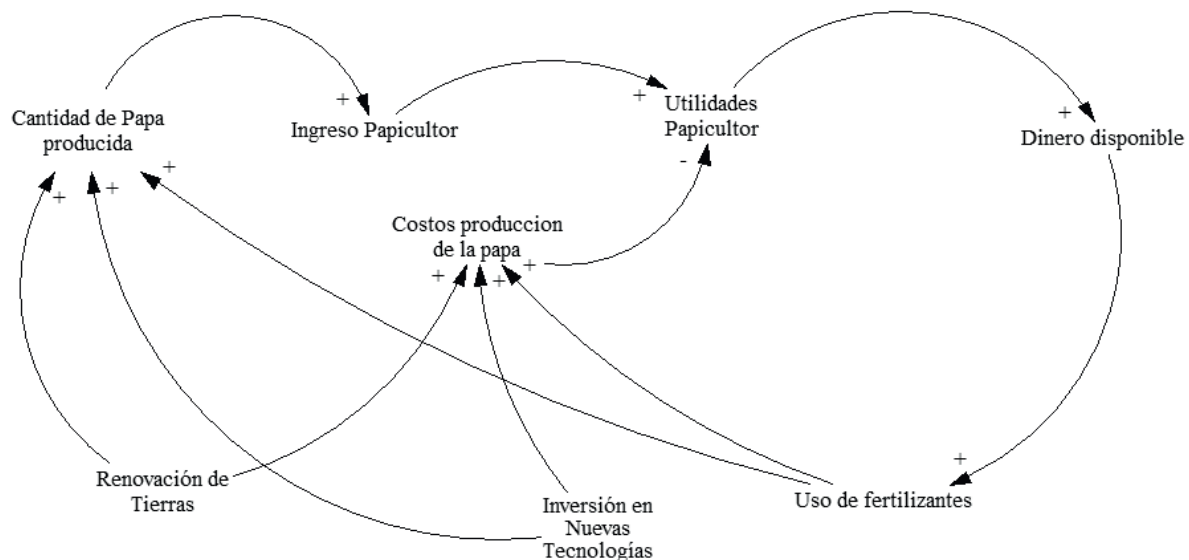 Cantidad de Papa
producida
+
Ingreso Papicultor
+
Utilidades
Papicultor
+
Dinero disponible
+
+
+
-
Costos produccion
de la papa
+
+
+
Renovación de
Tierras
Inversión en
Nuevas
Tecnologías
+
Uso de fertilizantes